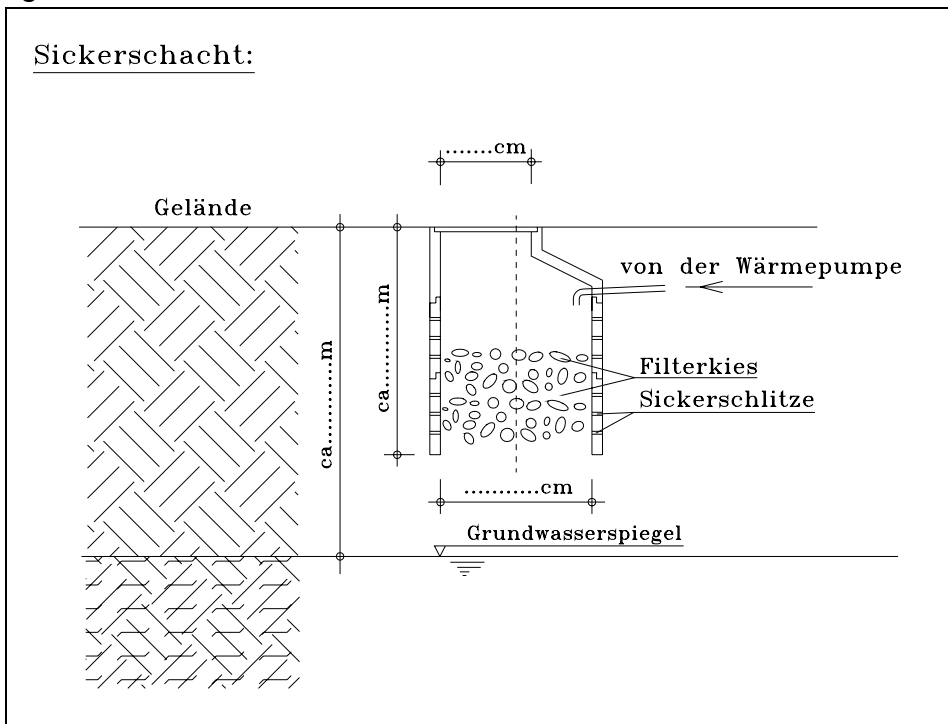 Sickerschacht:
.......cm
Gelände
von der Wärmepumpe
ca..........m
ca..........m
Filterkies
Sickerschlitze
...........cm
Grundwasserspiegel